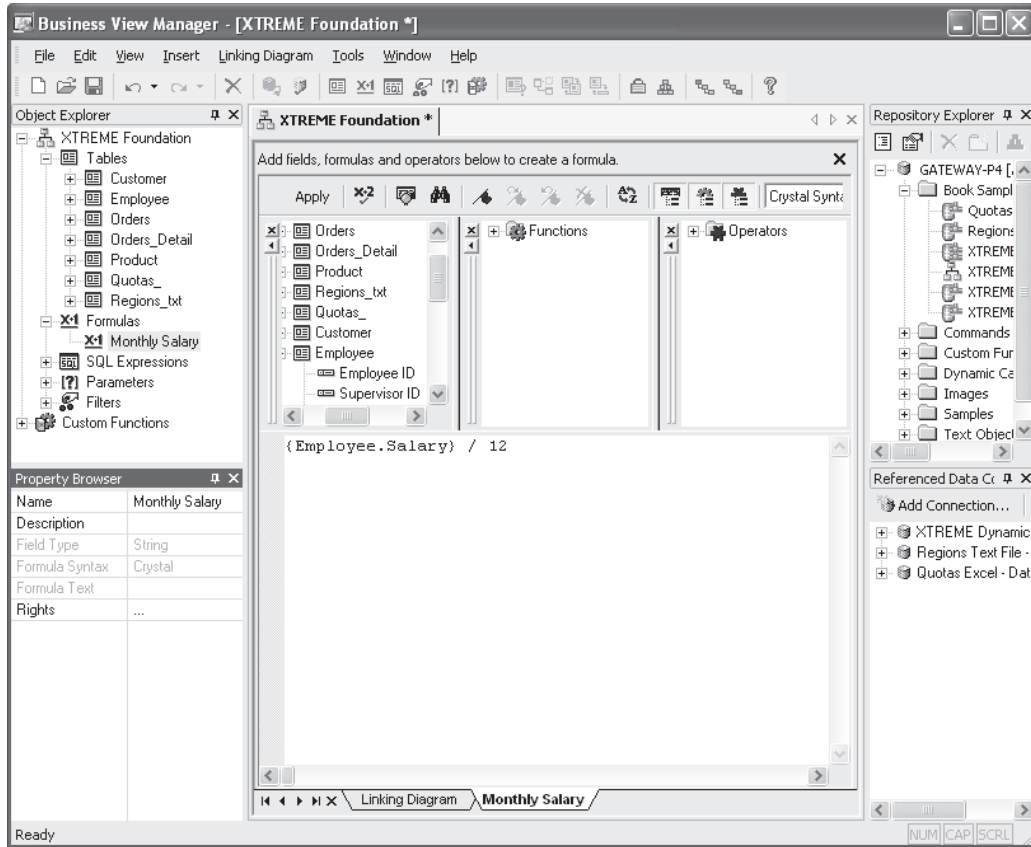 Business View Manager - [XTREME Foundation *]
File Edit View Insert Linking Diagram Tools Window Help
Object Explorer
XTREME Foundation
Tables
Customer
Employee
Orders
Orders_Detail
Product
Quotas_
Regions_txt
Formulas
Monthly Salary
SQL Expressions
Parameters
Filters
Custom Functions
Property Browser
Name Monthly Salary
Description
Field Type String
Formula Syntax Crystal
Formula Text
Rights ...
XTREME Foundation *
Add fields, formulas and operators below to create a formula.
Apply Crystal Synta
Orders
Orders_Detail
Product
Regions_txt
Quotas_
Customer
Employee
Employee ID
Supervisor ID
Functions
Operators
{Employee.Salary} / 12
Linking Diagram Monthly Salary
Repository Explorer
GATEWAY-P4 [.
Book Sampl
Quotas
Regions
XTREME
XTREME
XTREME
XTREME
Commands
Custom Fur
Dynamic Ca
Images
Samples
Text Object
Referenced Data Cc
Add Connection...
XTREME Dynamic
Regions Text File -
Quotas Excel - Dat
Ready NUM CAP SCRL